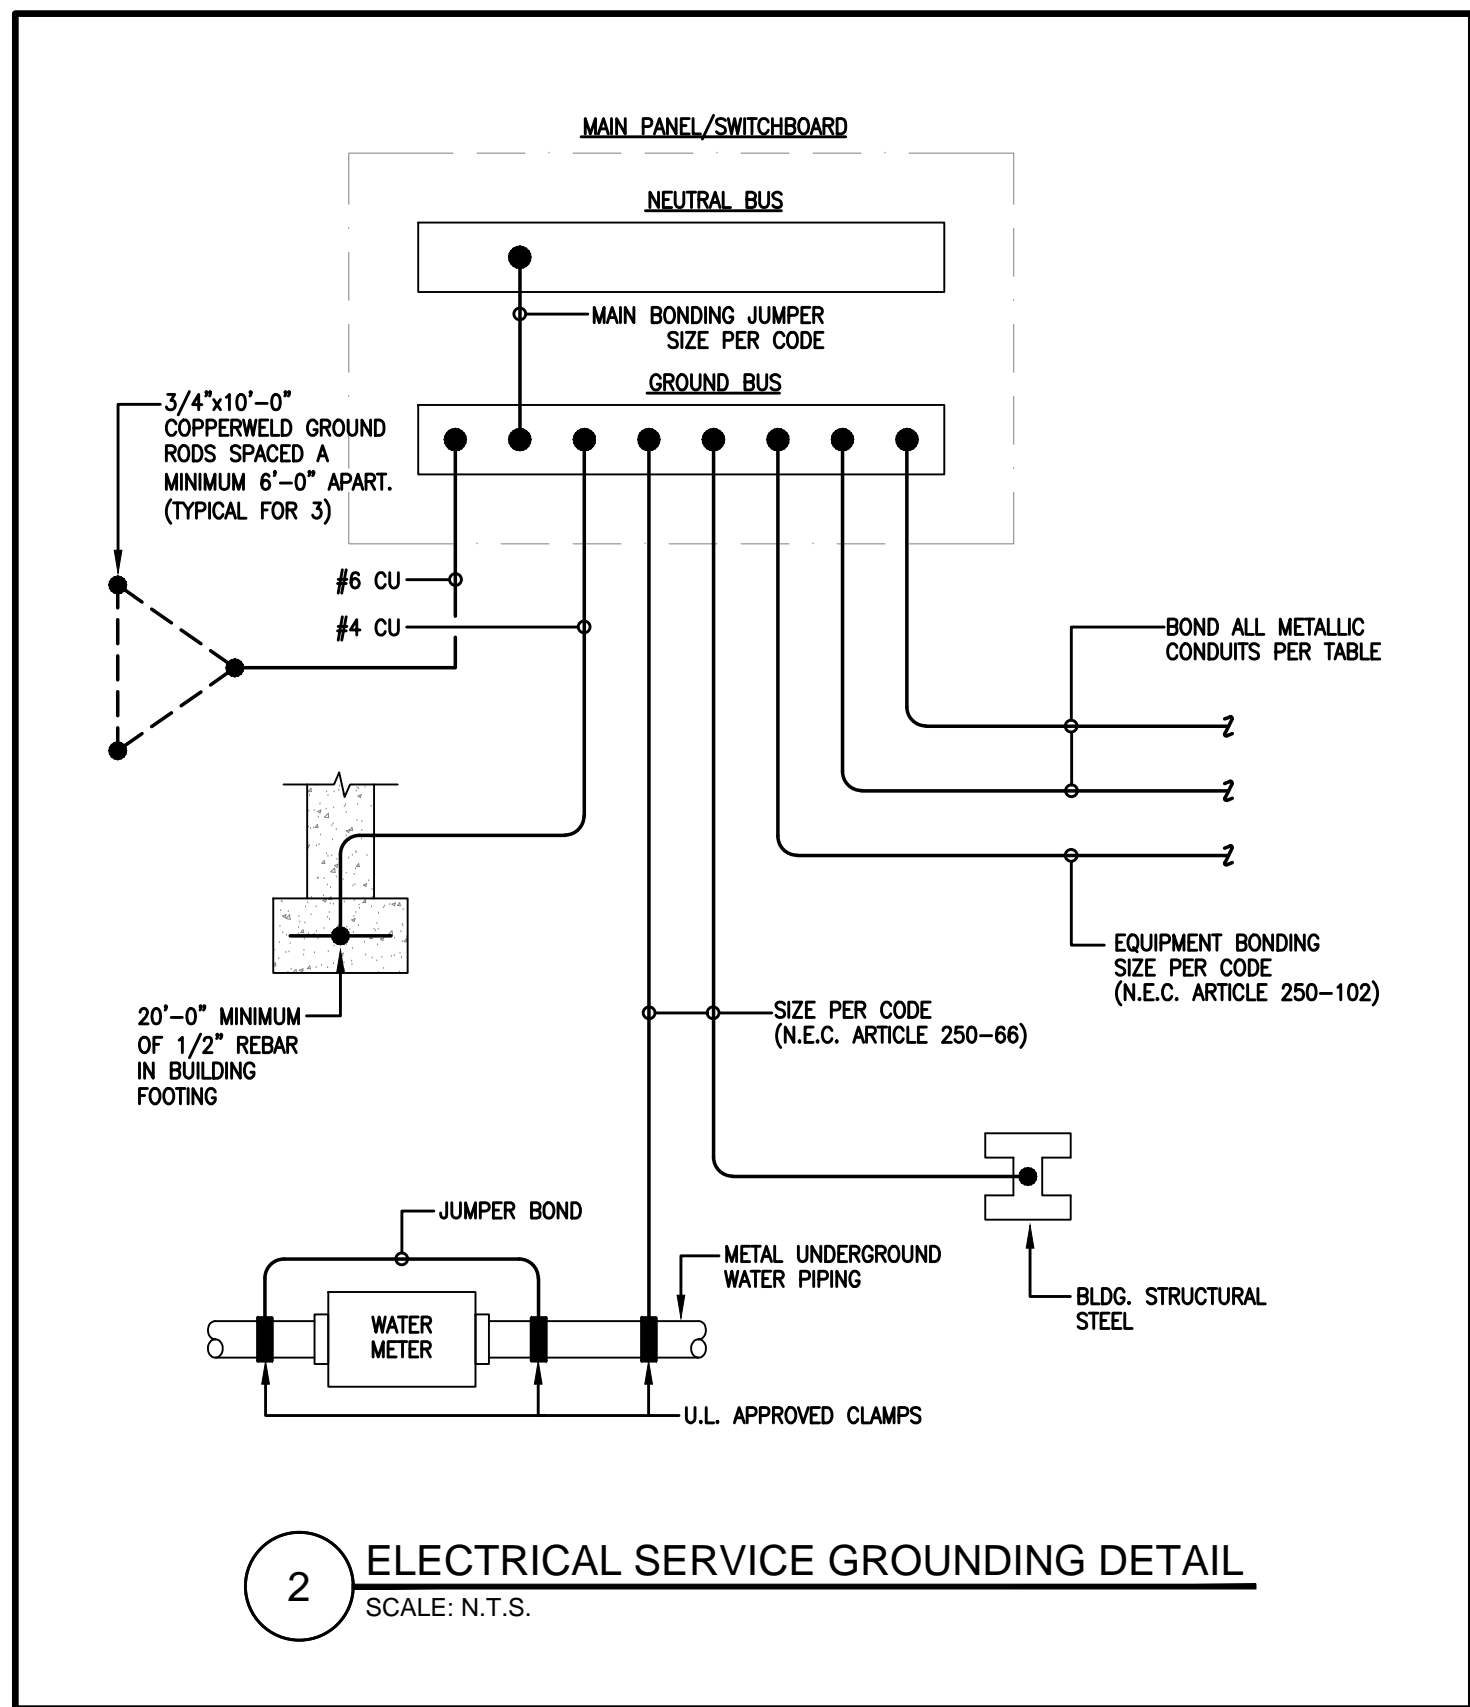 MAIN PANEL/SWITCHBOARD
NEUTRAL BUS
MAIN BONDING JUMPER
SIZE PER CODE
GROUND BUS
3/4"x10'-0"
COPPERWELD GROUND
RODS SPACED A
MINIMUM 6'-0" APART.
(TYPICAL FOR 3)
#6 CU
#4 CU
BOND ALL METALLIC
CONDUITS PER TABLE
EQUIPMENT BONDING
SIZE PER CODE
(N.E.C. ARTICLE 250-102)
20'-0" MINIMUM
OF 1/2" REBAR
IN BUILDING
FOOTING
SIZE PER CODE
(N.E.C. ARTICLE 250-66)
JUMPER BOND
METAL UNDERGROUND
WATER PIPING
BLDG. STRUCTURAL
STEEL
WATER
METER
U.L. APPROVED CLAMPS
2
ELECTRICAL SERVICE GROUNDING DETAIL
SCALE: N.T.S.